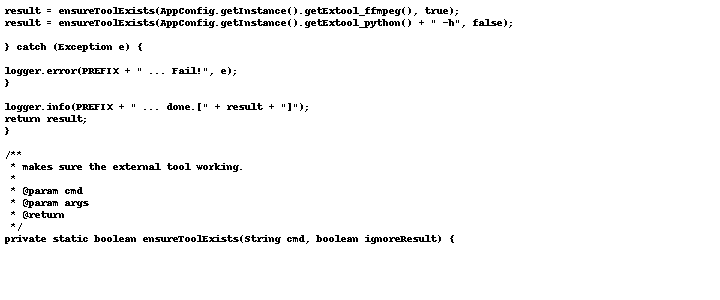 result = ensureToolExists(AppConfig.getInstance().getExtool_ffmpeg(), true);
result = ensureToolExists(AppConfig.getInstance().getExtool_python() + " -h", false);
} catch (Exception e) {
logger.error(PREFIX + " ... Fail!", e);
}
logger.info(PREFIX + " ... done.[" + result + "]");
return result;
}
/**
 * makes sure the external tool working.
 *
 * @param cmd
 * @param args
 * @return
 */
private static boolean ensureToolExists(String cmd, boolean ignoreResult) {